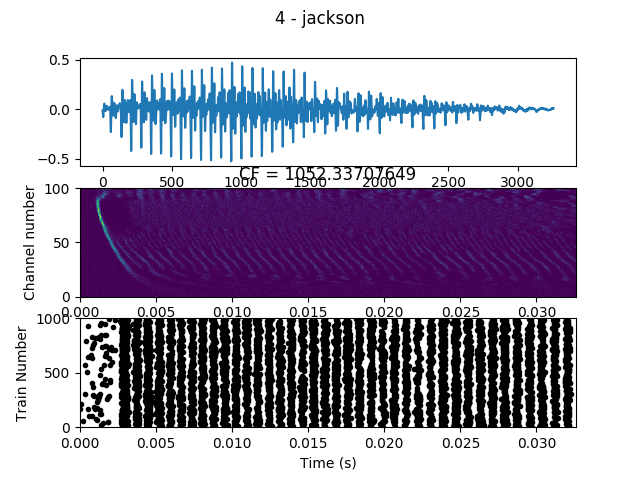 4 - jackson
0.5
0.0
−0.5
0 500 1000 1500 2000 2500 3000
CF = 1052.33707649
Channel number
100
50
0
0.000 0.005 0.010 0.015 0.020 0.025 0.030
Train Number
1000
500
0
0.000 0.005 0.010 0.015 0.020 0.025 0.030
Time (s)